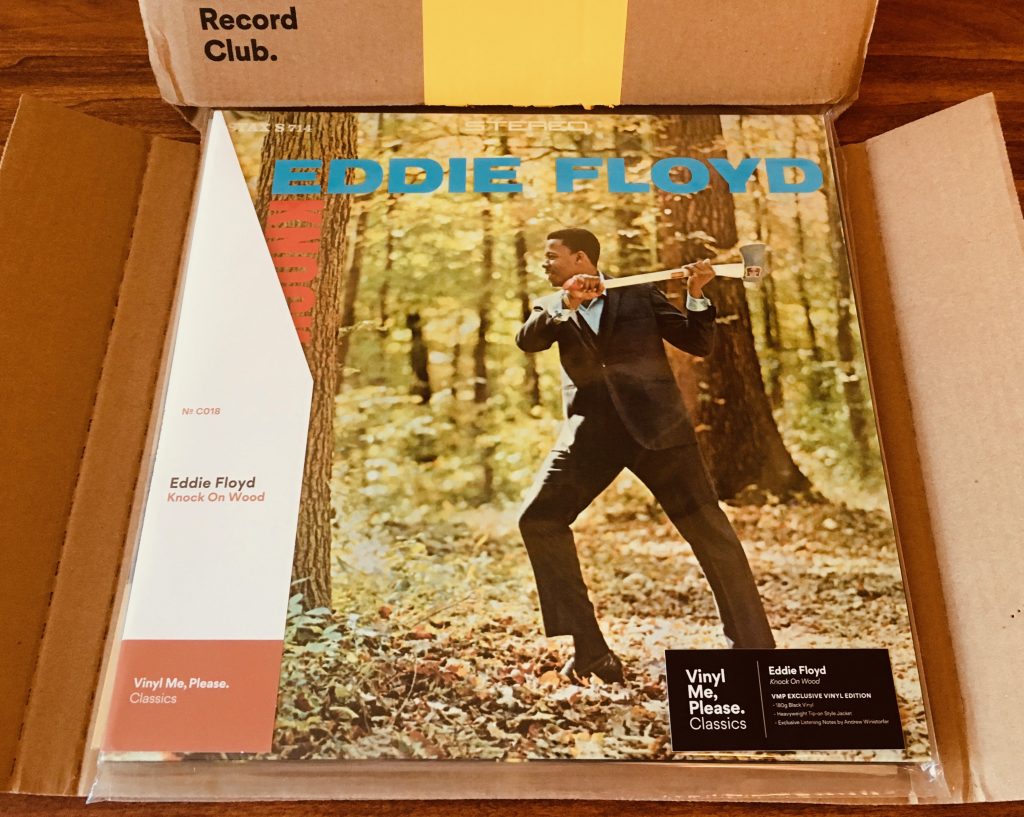 Record
Club.
STAX S 714
STEREO
EDDIE FLOYD
KNOCK
№ C018
Eddie Floyd
Knock On Wood
Vinyl Me, Please.
Classics
Vinyl
Me,
Please.
Classics
Eddie Floyd
Knock On Wood
VMP EXCLUSIVE VINYL EDITION
- 180g Black Vinyl
- Heavyweight Tip-on Style Jacket
- Exclusive Listening Notes by Andrew Winistorfer